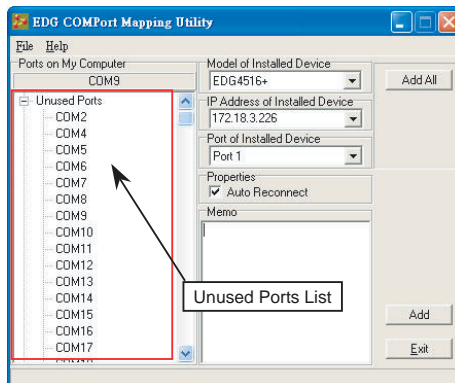 EDG COMPort Mapping Utility
File Help
Ports on My Computer
COM9
Unused Ports
COM2
COM4
COM5
COM6
COM7
COM8
COM9
COM10
COM11
COM12
COM13
COM14
COM15
COM16
COM17
Model of Installed Device
EDG4516+
IP Address of Installed Device
172.18.3.226
Port of Installed Device
Port 1
Properties
Auto Reconnect
Memo
Unused Ports List
Add All
Add
Exit